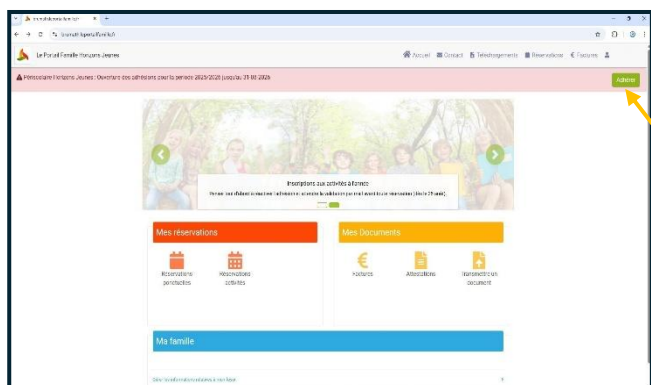 Le Portail Famille Horizons Jeunes
Accueil Contact Téléchargements Réservations Factures
Périscolaire Horizons Jeunes : Ouverture des adhésions pour la période 2025/2026 jusqu'au 31-08-2026
Adhérer
Inscriptions aux activités à l'année
Mes réservations
Mes Documents
Réservations ponctuelles
Réservations activités
Factures
Attestations
Transmettre un document
Ma famille